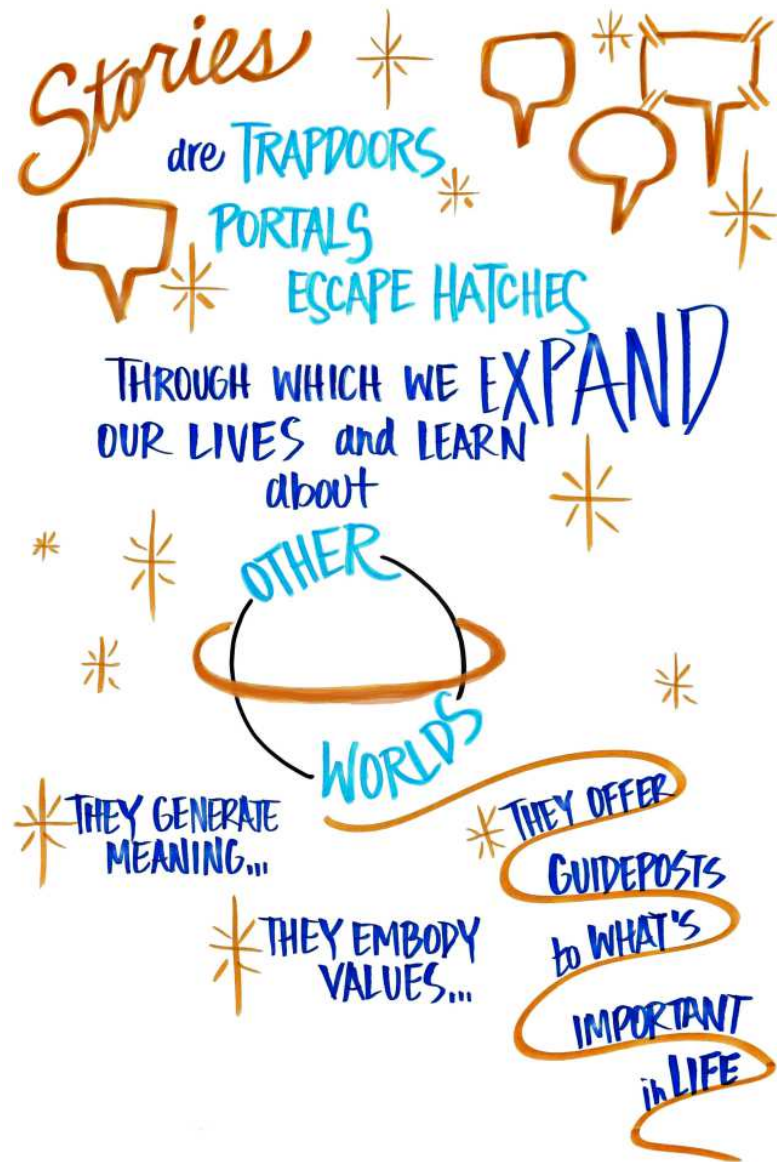 Stories
are TRAPDOORS
PORTALS
ESCAPE HATCHES
THROUGH WHICH WE EXPAND
OUR LIVES and LEARN
about
OTHER
WORLDS
THEY GENERATE
MEANING...
THEY EMBODY
VALUES...
THEY OFFER
GUIDEPOSTS
to WHAT'S
IMPORTANT
in LIFE